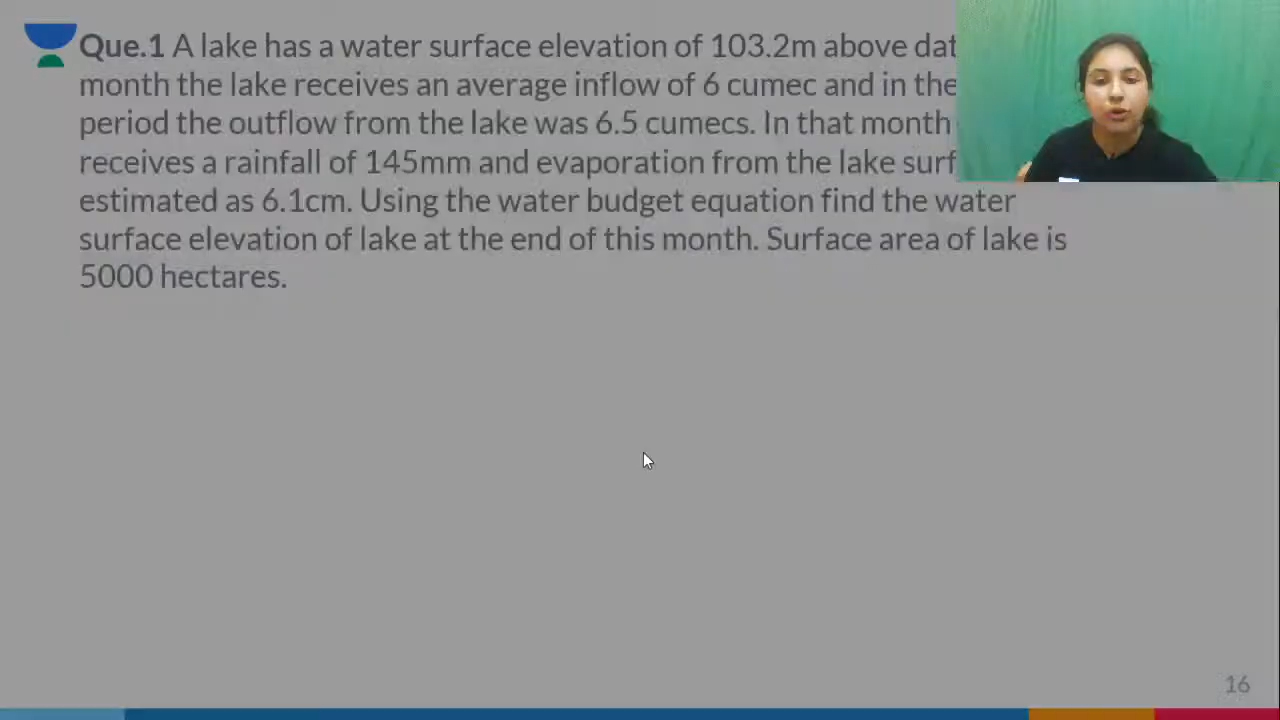 Que.1 A lake has a water surface elevation of 103.2m above
month the lake receives an average inflow of 6 cumec and in the
period the outflow from the lake was 6.5 cumecs. In that month
receives a rainfall of 145mm and evaporation from the lake
estimated as 6.1cm. Using the water budget equation find the water
surface elevation of lake at the end of this month. Surface area of lake is
5000 hectares.
16